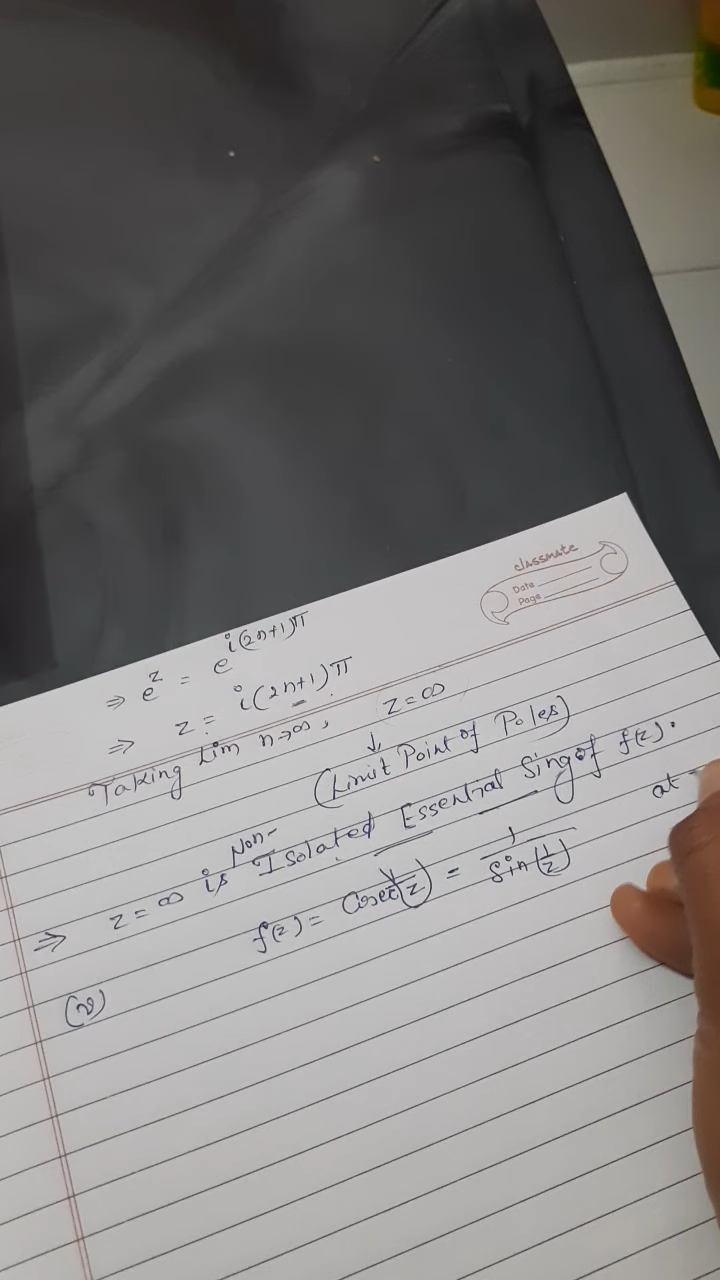 classmate
Date
Page
⇒ e^z = e^{i(2n+1)π}
⇒ z = i(2n+1)π
Taking Lim n→∞, z=∞
↓
(Limit Point of Poles)
⇒ z=∞ is Non-Isolated Essential Sing of f(z).
(v) f(z) = Cosec(1/z) = 1/Sin(1/z) at